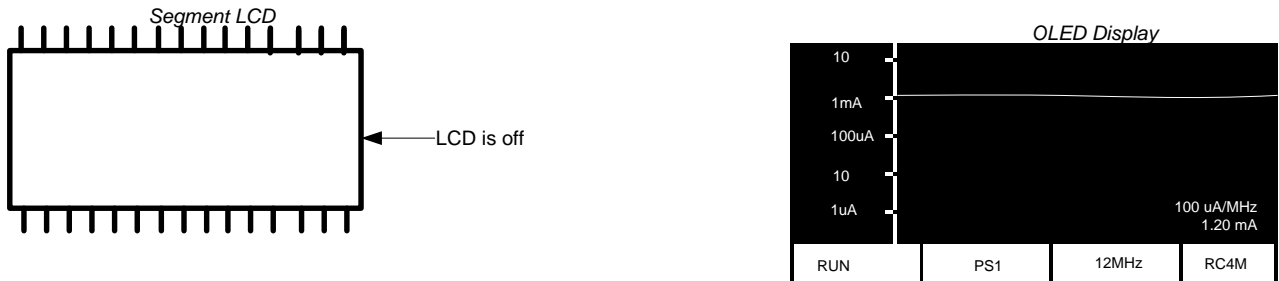 Segment LCD
LCD is off
OLED Display
10
1mA
100uA
10
1uA
100 uA/MHz
1.20 mA
RUN PS1 12MHz RC4M